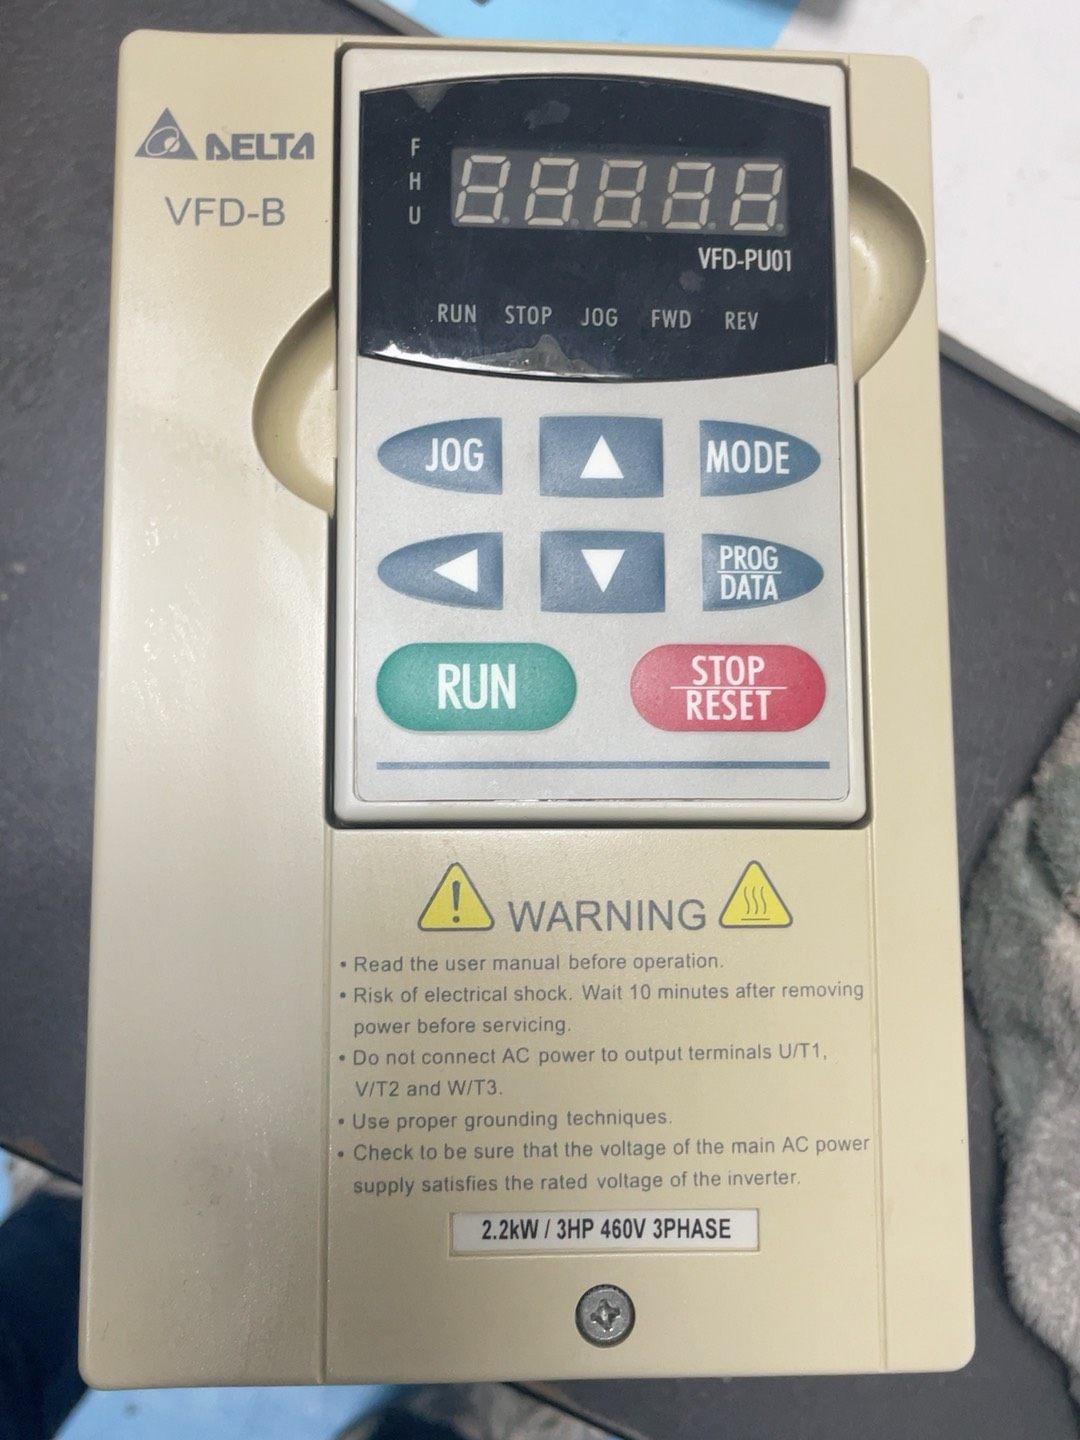 DELTA
VFD-B
F
H
U
88888
VFD-PU01
RUN STOP JOG FWD REV
JOG
MODE
PROG
DATA
RUN
STOP
RESET
WARNING
• Read the user manual before operation.
• Risk of electrical shock. Wait 10 minutes after removing
power before servicing.
• Do not connect AC power to output terminals U/T1,
V/T2 and W/T3.
• Use proper grounding techniques.
• Check to be sure that the voltage of the main AC power
supply satisfies the rated voltage of the inverter.
2.2kW / 3HP 460V 3PHASE